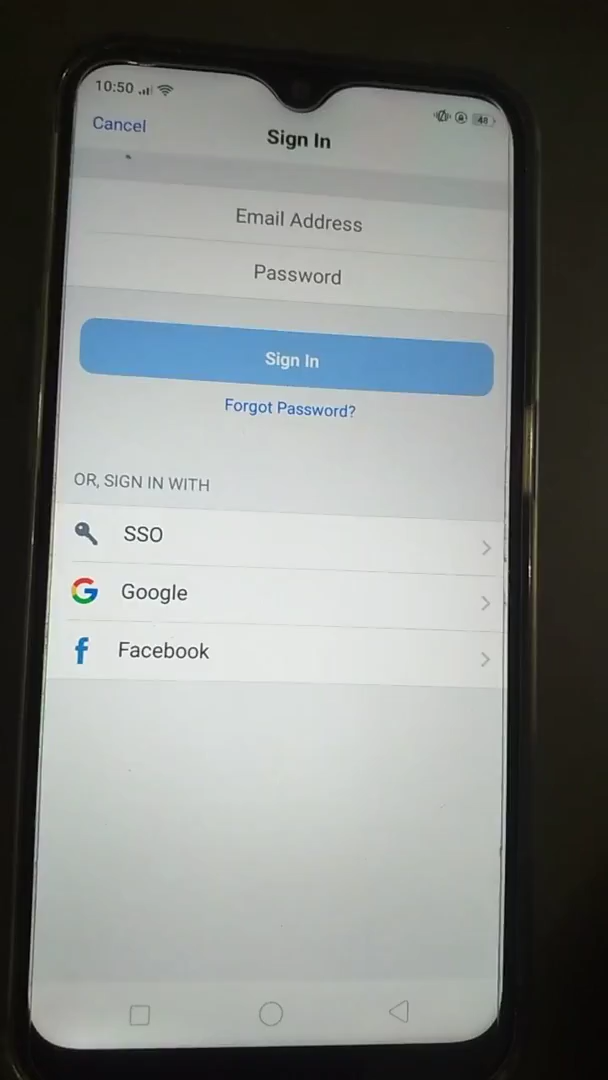 10:50
48
Cancel
Sign In
Email Address
Password
Sign In
Forgot Password?
OR, SIGN IN WITH
SSO
Google
Facebook